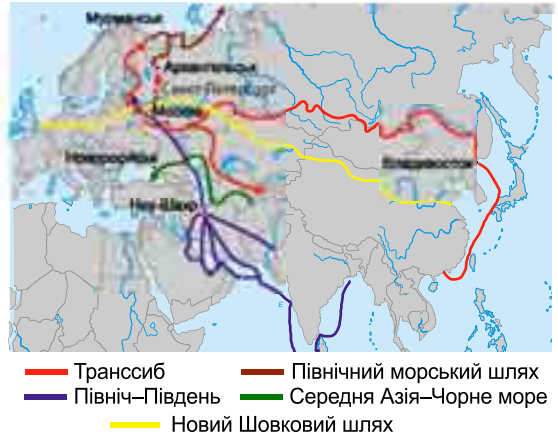 Мурманськ
Архангельськ
Санкт-Петербург
Москва
Новоросійськ
Владивосток
Транссиб
Північний морський шлях
Північ–Південь
Середня Азія–Чорне море
Новий Шовковий шлях